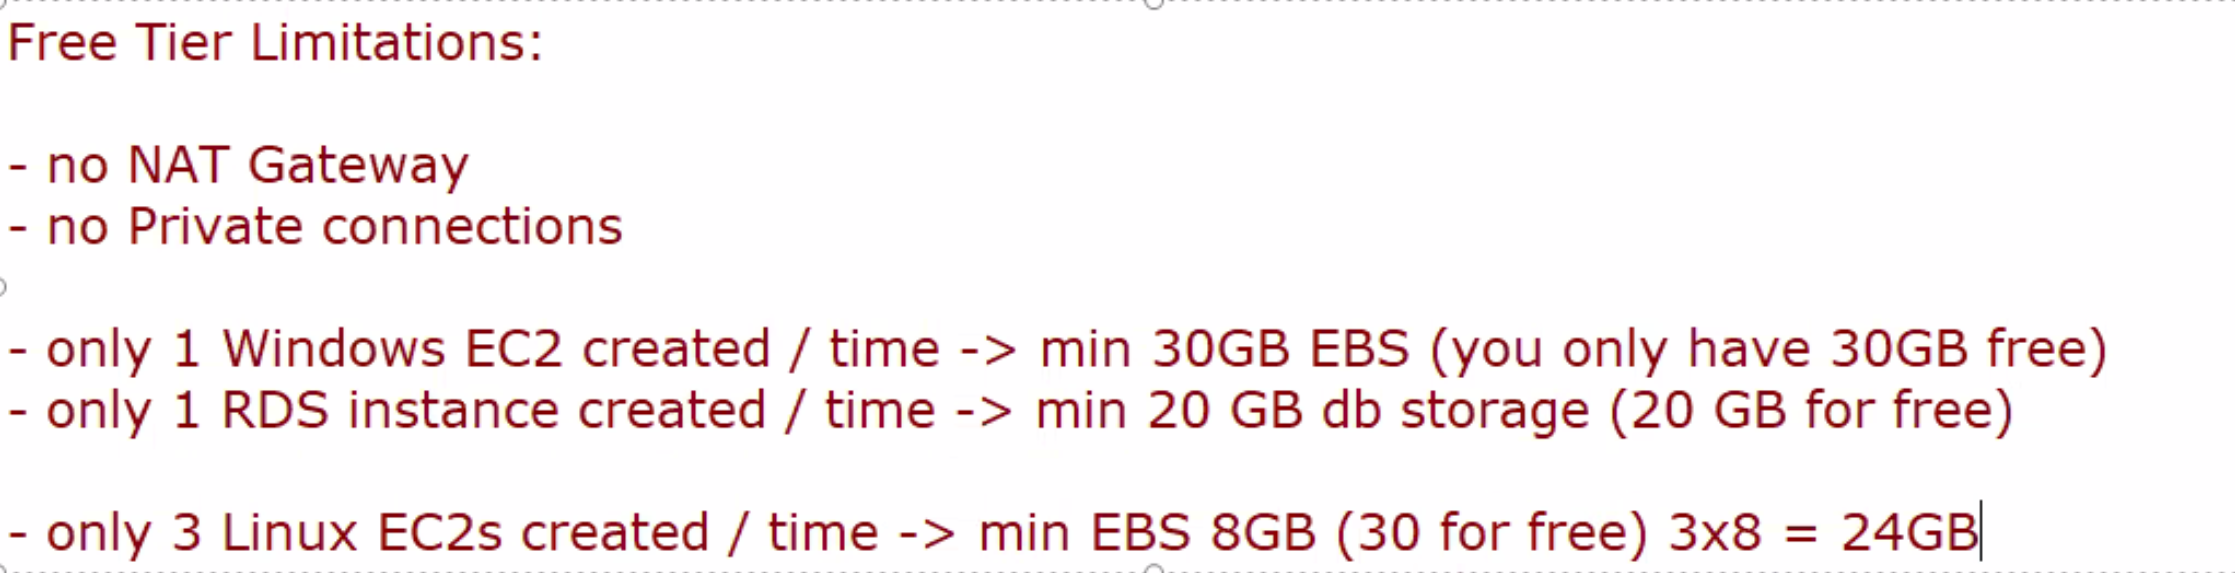 Free Tier Limitations:
- no NAT Gateway
- no Private connections
- only 1 Windows EC2 created / time -> min 30GB EBS (you only have 30GB free)
- only 1 RDS instance created / time -> min 20 GB db storage (20 GB for free)
- only 3 Linux EC2s created / time -> min EBS 8GB (30 for free) 3x8 = 24GB